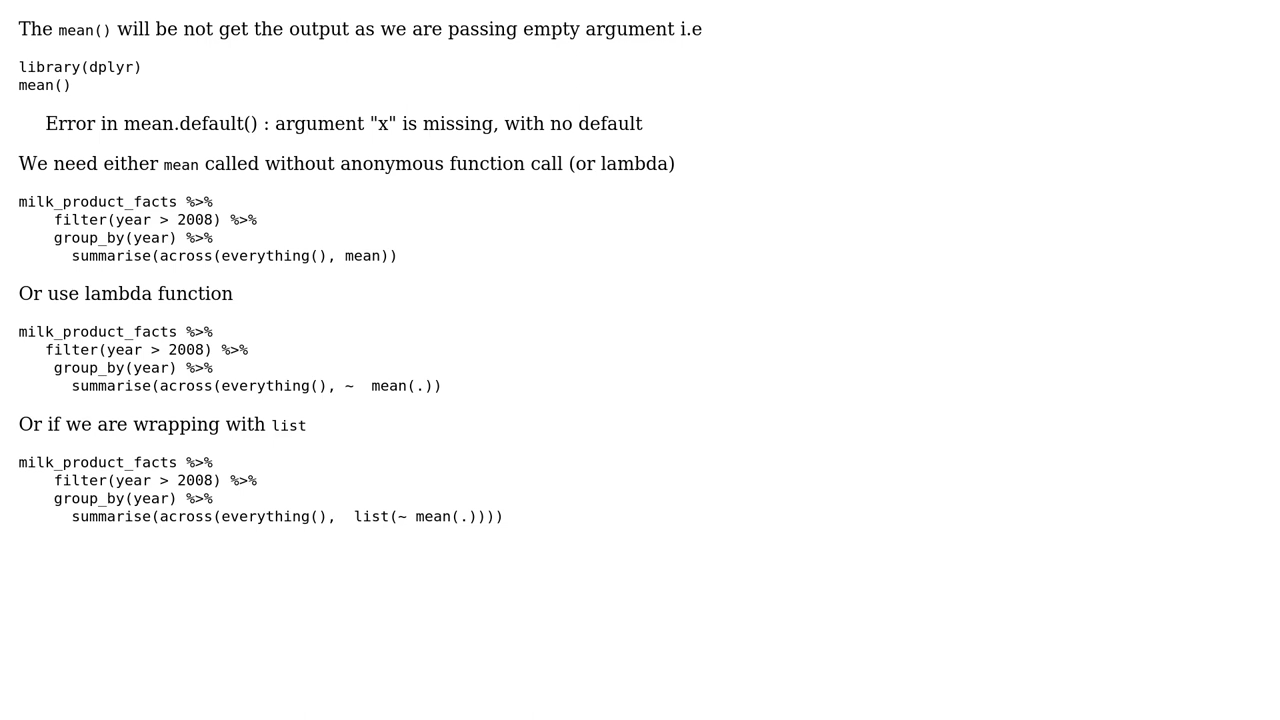 The mean() will be not get the output as we are passing empty argument i.e
library(dplyr)
mean()
Error in mean.default() : argument "x" is missing, with no default
We need either mean called without anonymous function call (or lambda)
milk_product_facts %>%
    filter(year > 2008) %>%
    group_by(year) %>%
      summarise(across(everything(), mean))
Or use lambda function
milk_product_facts %>%
   filter(year > 2008) %>%
    group_by(year) %>%
      summarise(across(everything(), ~  mean(.))
Or if we are wrapping with list
milk_product_facts %>%
    filter(year > 2008) %>%
    group_by(year) %>%
      summarise(across(everything(),  list(~ mean(.))))